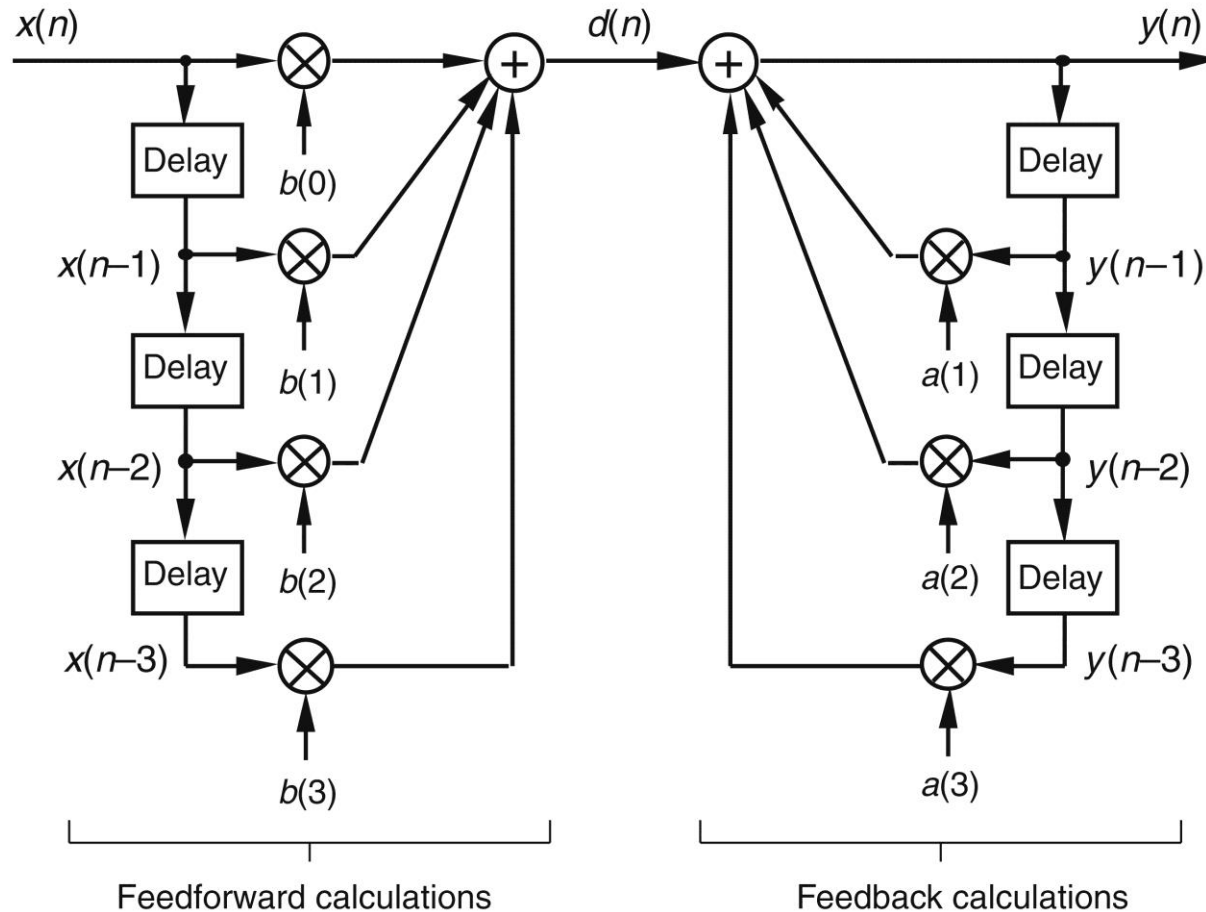 x(n) d(n) y(n)
Delay Delay
b(0)
x(n–1) y(n–1)
b(1) a(1)
Delay Delay
x(n–2) y(n–2)
b(2) a(2)
Delay Delay
x(n–3) y(n–3)
b(3) a(3)
Feedforward calculations Feedback calculations